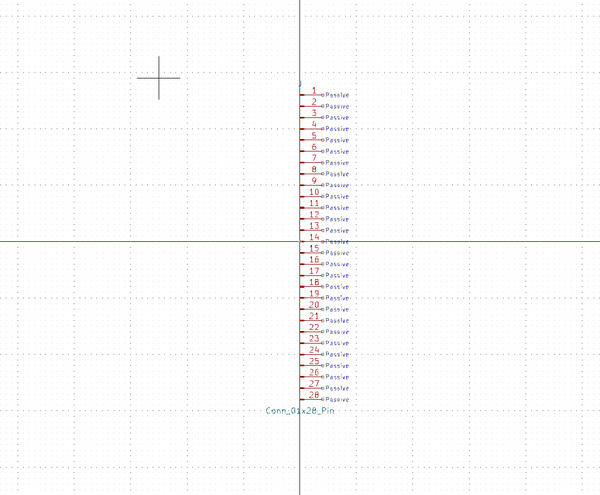 J
1 Passive
2 Passive
3 Passive
4 Passive
5 Passive
6 Passive
7 Passive
8 Passive
9 Passive
10 Passive
11 Passive
12 Passive
13 Passive
14 Passive
15 Passive
16 Passive
17 Passive
18 Passive
19 Passive
20 Passive
21 Passive
22 Passive
23 Passive
24 Passive
25 Passive
26 Passive
27 Passive
28 Passive
Conn_01x28_Pin